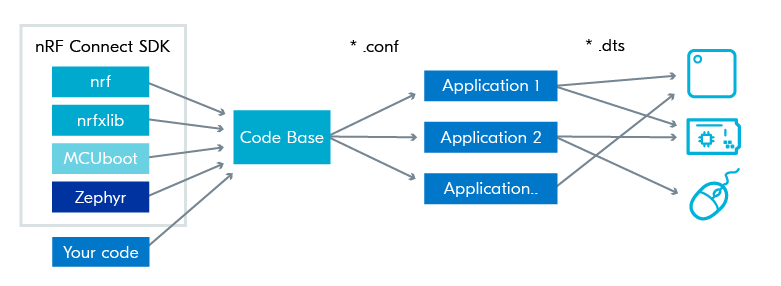 nRF Connect SDK
* .conf
* .dts
nrf
nrfxlib
MCUboot
Zephyr
Your code
Code Base
Application 1
Application 2
Application..